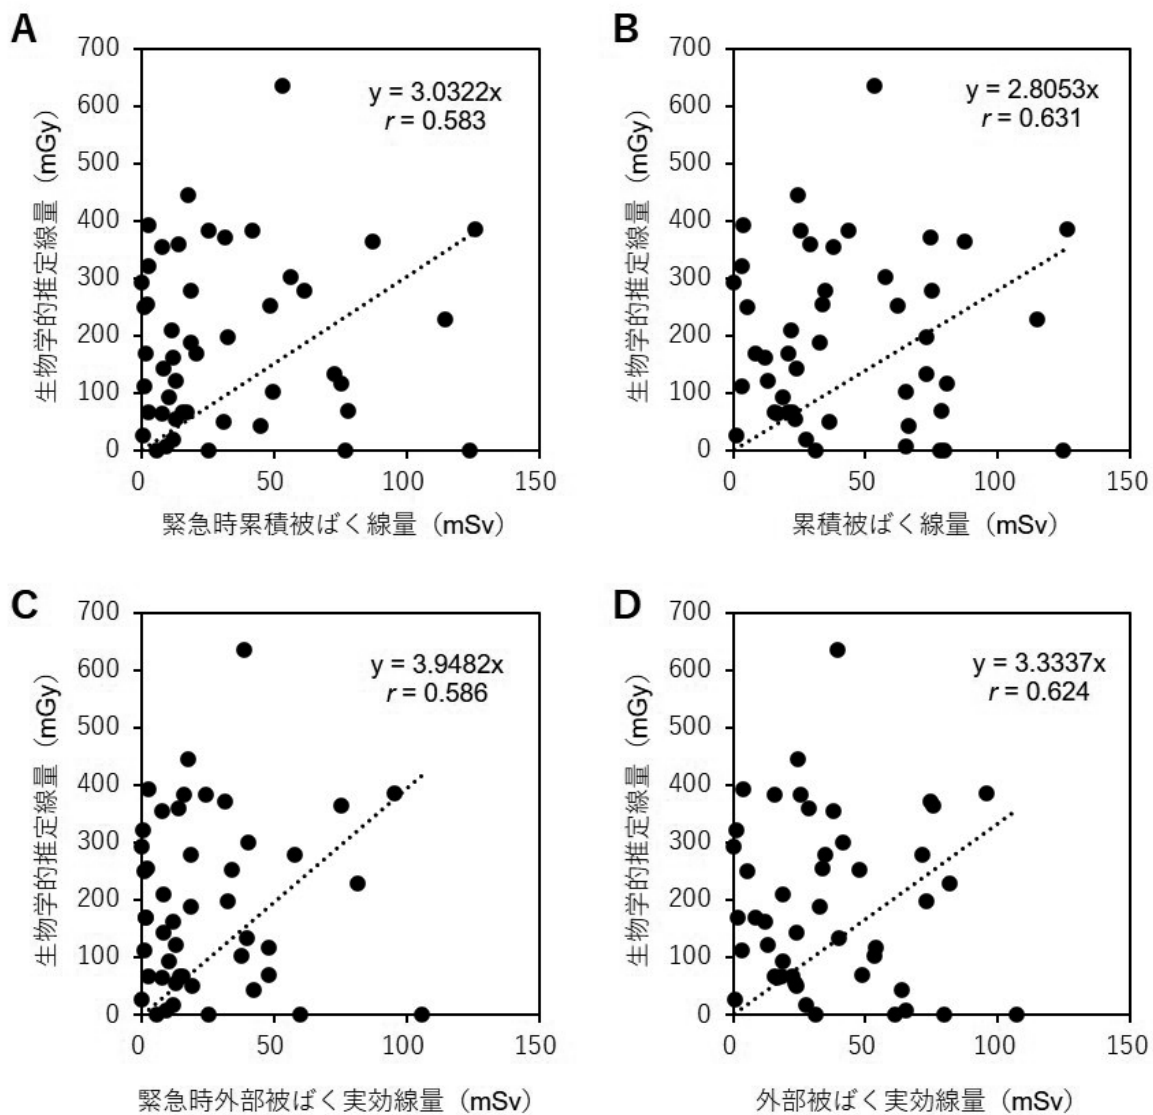 A
700
600
500
400
300
200
100
0
生物学的推定線量（mGy）
y = 3.0322x
r = 0.583
0 50 100 150
緊急時累積被ばく線量（mSv）
B
700
600
500
400
300
200
100
0
生物学的推定線量（mGy）
y = 2.8053x
r = 0.631
0 50 100 150
累積被ばく線量（mSv）
C
700
600
500
400
300
200
100
0
生物学的推定線量（mGy）
y = 3.9482x
r = 0.586
0 50 100 150
緊急時外部被ばく実効線量（mSv）
D
700
600
500
400
300
200
100
0
生物学的推定線量（mGy）
y = 3.3337x
r = 0.624
0 50 100 150
外部被ばく実効線量（mSv）